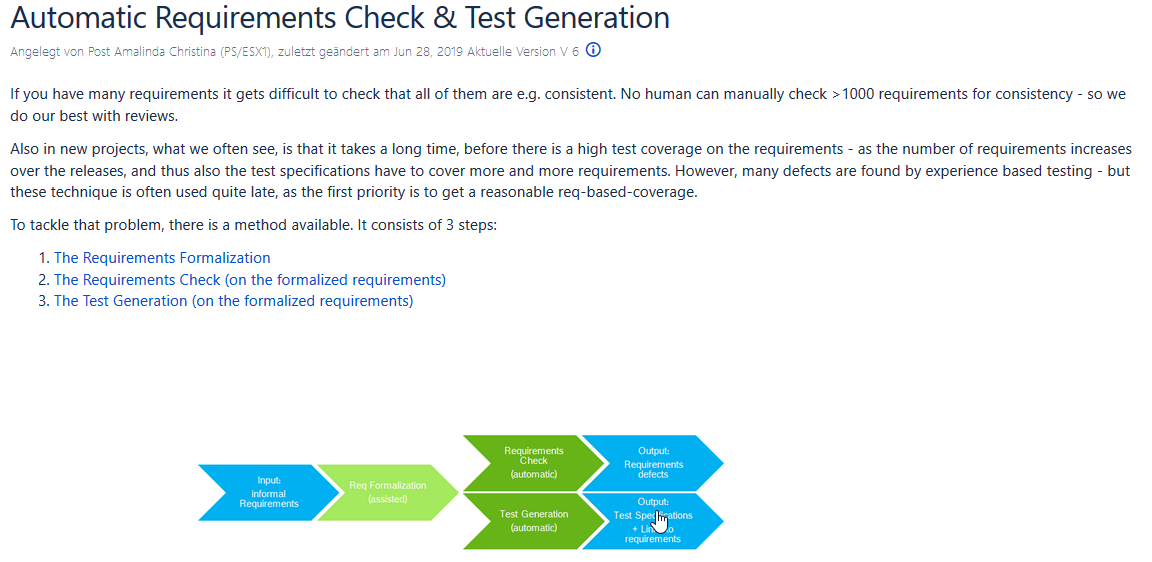 Automatic Requirements Check & Test Generation
Angelegt von Post Amalinda Christina (PS/ESX1), zuletzt geändert am Jun 28, 2019 Aktuelle Version V 6
If you have many requirements it gets difficult to check that all of them are e.g. consistent. No human can manually check >1000 requirements for consistency - so we
do our best with reviews.
Also in new projects, what we often see, is that it takes a long time, before there is a high test coverage on the requirements - as the number of requirements increases
over the releases, and thus also the test specifications have to cover more and more requirements. However, many defects are found by experience based testing - but
these technique is often used quite late, as the first priority is to get a reasonable req-based-coverage.
To tackle that problem, there is a method available. It consists of 3 steps:
1. The Requirements Formalization
2. The Requirements Check (on the formalized requirements)
3. The Test Generation (on the formalized requirements)
Input:
informal
Requirements
Req Formalization
(assisted)
Requirements
Check
(automatic)
Output:
Requirements
defects
Test Generation
(automatic)
Output:
Test
+
requirements